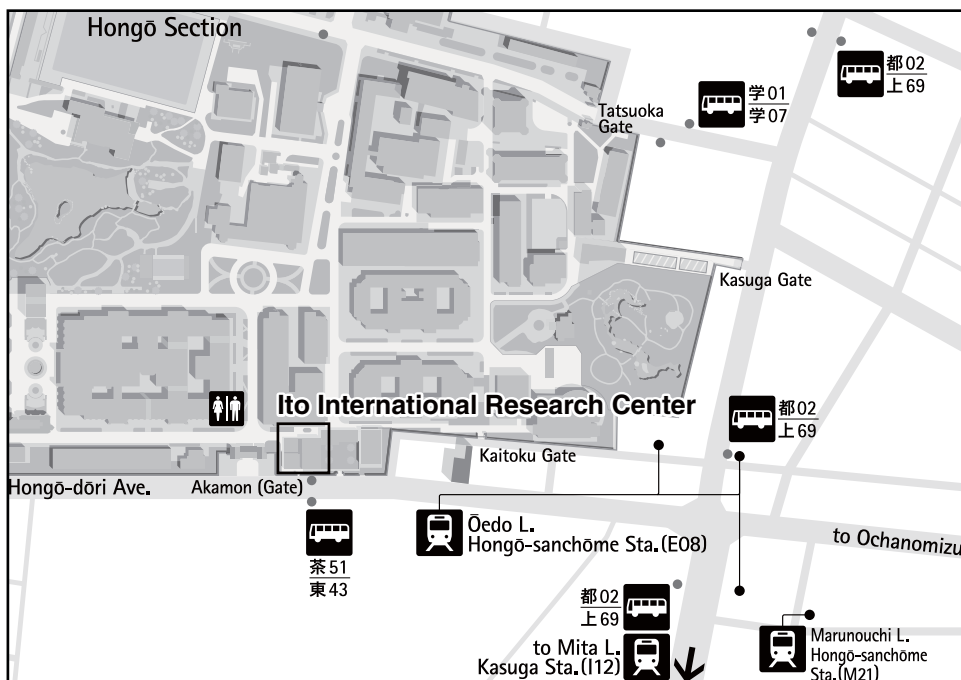 Hongō Section
都02
上69
学01
学07
Tatsuoka
Gate
Kasuga Gate
Ito International Research Center
都02
上69
Kaitoku Gate
Hongō-dōri Ave.
Akamon (Gate)
Ōedo L.
Hongō-sanchōme Sta.(E08)
to Ochanomizu
茶51
東43
都02
上69
to Mita L.
Kasuga Sta.(I12)
Marunouchi L.
Hongō-sanchōme
Sta.(M21)